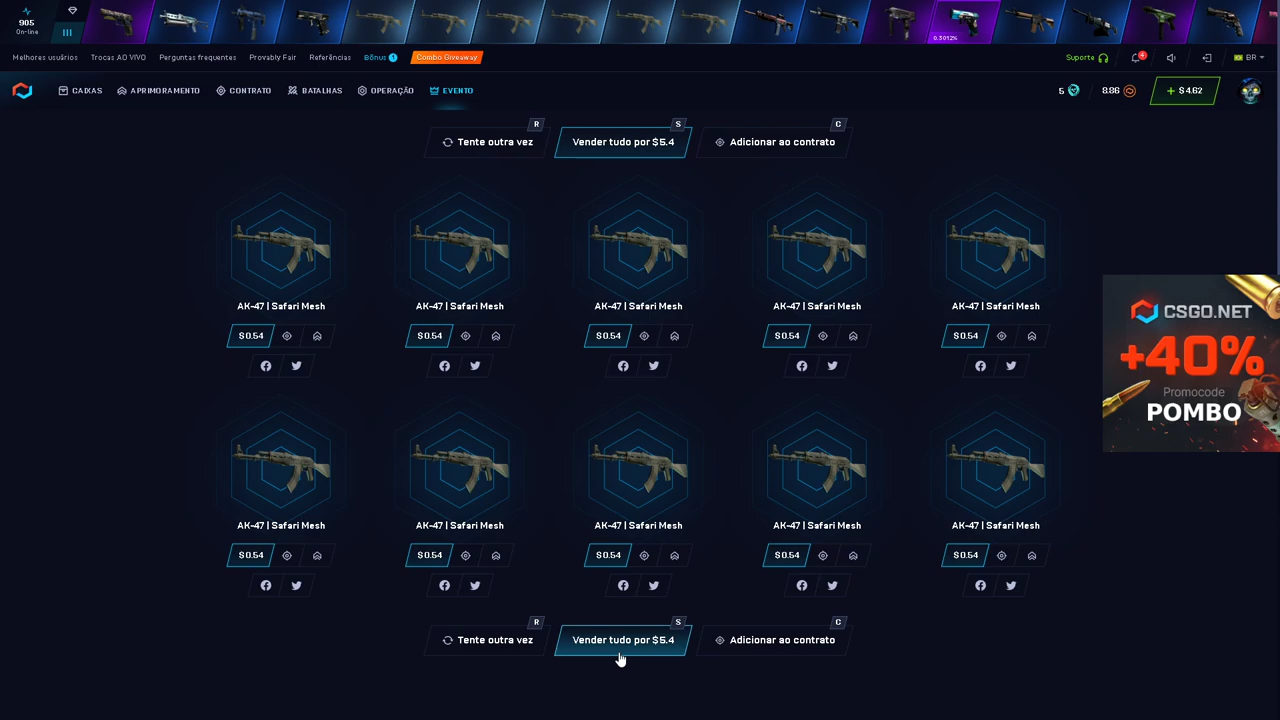 905
On-line
0.3012%
Melhores usuários
Trocas AO VIVO
Perguntas frequentes
Provably Fair
Referências
Bônus 1
Combo Giveaway
Suporte
4
BR
CAIXAS
APRIMORAMENTO
CONTRATO
BATALHAS
OPERAÇÃO
EVENTO
5
8.86
+ $4.62
R
S
C
Tente outra vez
Vender tudo por $5.4
Adicionar ao contrato
AK-47 | Safari Mesh
AK-47 | Safari Mesh
AK-47 | Safari Mesh
AK-47 | Safari Mesh
AK-47 | Safari Mesh
$0.54
$0.54
$0.54
$0.54
$0.54
CSGO.NET
+40%
Promocode
POMBO
AK-47 | Safari Mesh
AK-47 | Safari Mesh
AK-47 | Safari Mesh
AK-47 | Safari Mesh
AK-47 | Safari Mesh
$0.54
$0.54
$0.54
$0.54
$0.54
R
S
C
Tente outra vez
Vender tudo por $5.4
Adicionar ao contrato